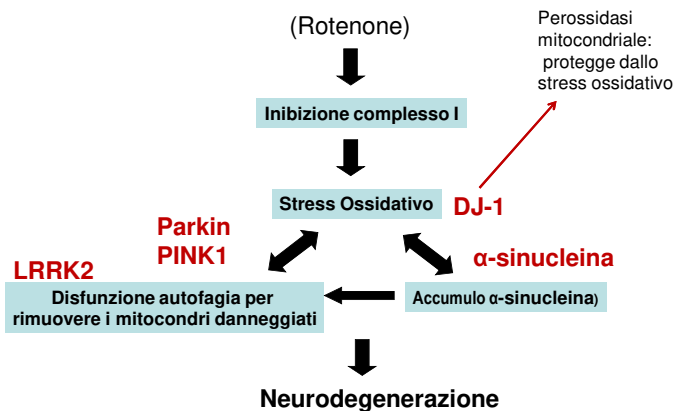 (Rotenone)
Perossidasi
mitocondriale:
protegge dallo
stress ossidativo
Inibizione complesso I
Stress Ossidativo
DJ-1
Parkin
PINK1
LRRK2
α-sinucleina
Disfunzione autofagia per
rimuovere i mitocondri danneggiati
Accumulo α-sinucleina)
Neurodegenerazione